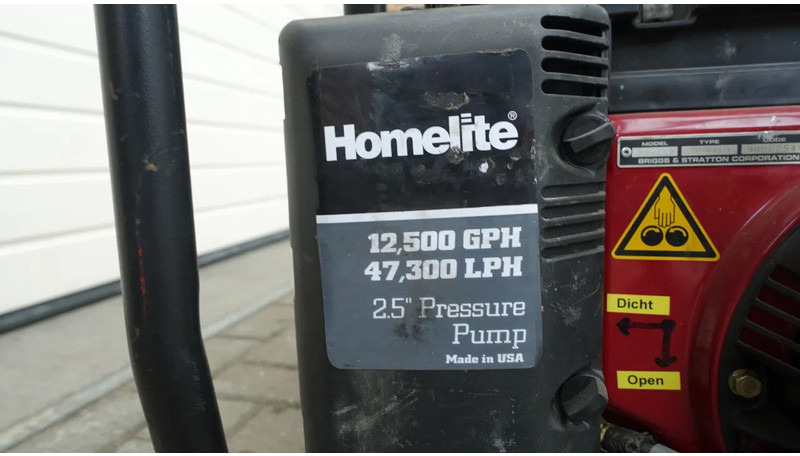 Homelite®
12,500 GPH
47,300 LPH
2.5" Pressure
Pump
Made in USA
MODEL TYPE CODE
BRIGGS & STRATTON CORPORATION
Dicht
Open